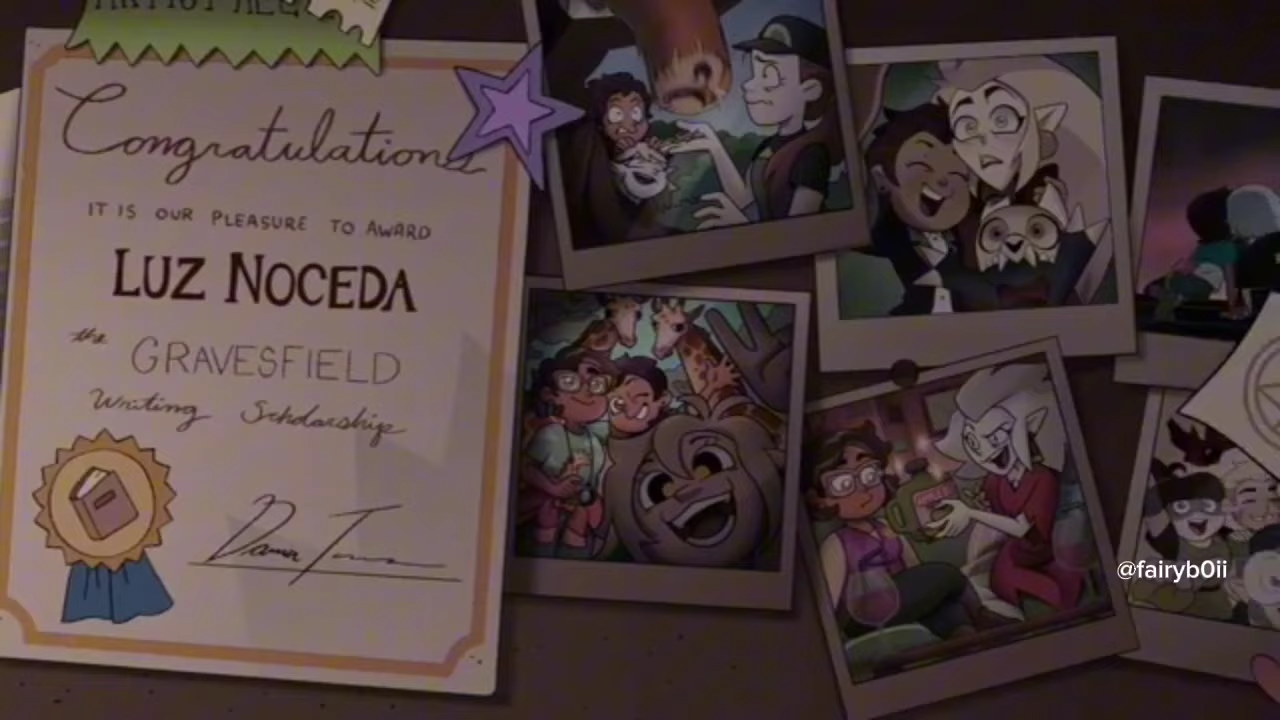 Congratulations
IT IS OUR PLEASURE TO AWARD
LUZ NOCEDA
the
GRAVESFIELD
Writing Scholarship
@fairyb0ii